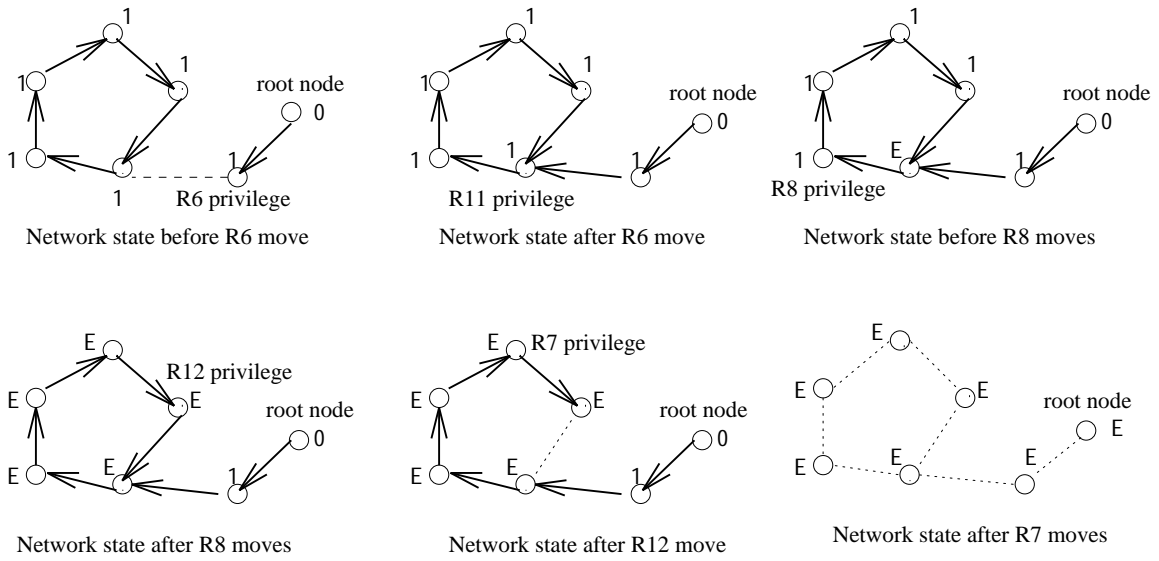 1
1 1
root node
0
1 1
1
R6 privilege
Network state before R6 move
1
1 1
root node
0
1 1 1
R11 privilege
Network state after R6 move
1
1 1
root node
0
1 E 1
R8 privilege
Network state before R8 moves
E
R12 privilege
E E
root node
0
E E 1
Network state after R8 moves
E R7 privilege
E E
root node
0
E E 1
Network state after R12 move
E
E E
root node
E
E E E
Network state after R7 moves